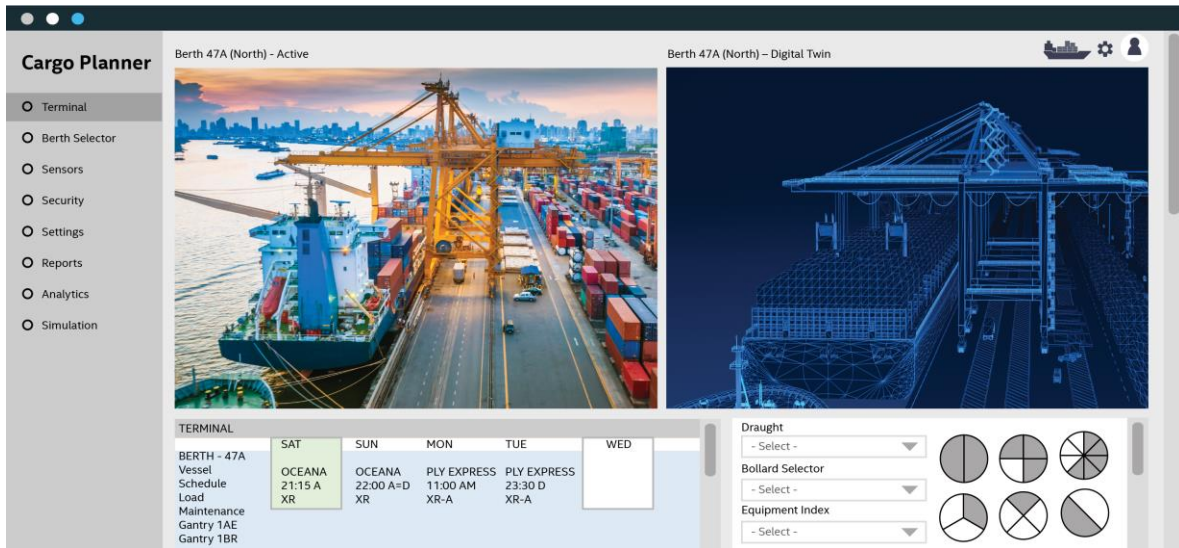 Cargo Planner
Terminal
Berth Selector
Sensors
Security
Settings
Reports
Analytics
Simulation
Berth 47A (North) - Active
Berth 47A (North) – Digital Twin
TERMINAL
SAT SUN MON TUE WED
BERTH - 47A
Vessel OCEANA OCEANA PLY EXPRESS PLY EXPRESS
Schedule 21:15 A 22:00 A=D 11:00 AM 23:30 D
Load XR XR XR-A XR-A
Maintenance
Gantry 1AE
Gantry 1BR
Draught
- Select -
Bollard Selector
- Select -
Equipment Index
- Select -